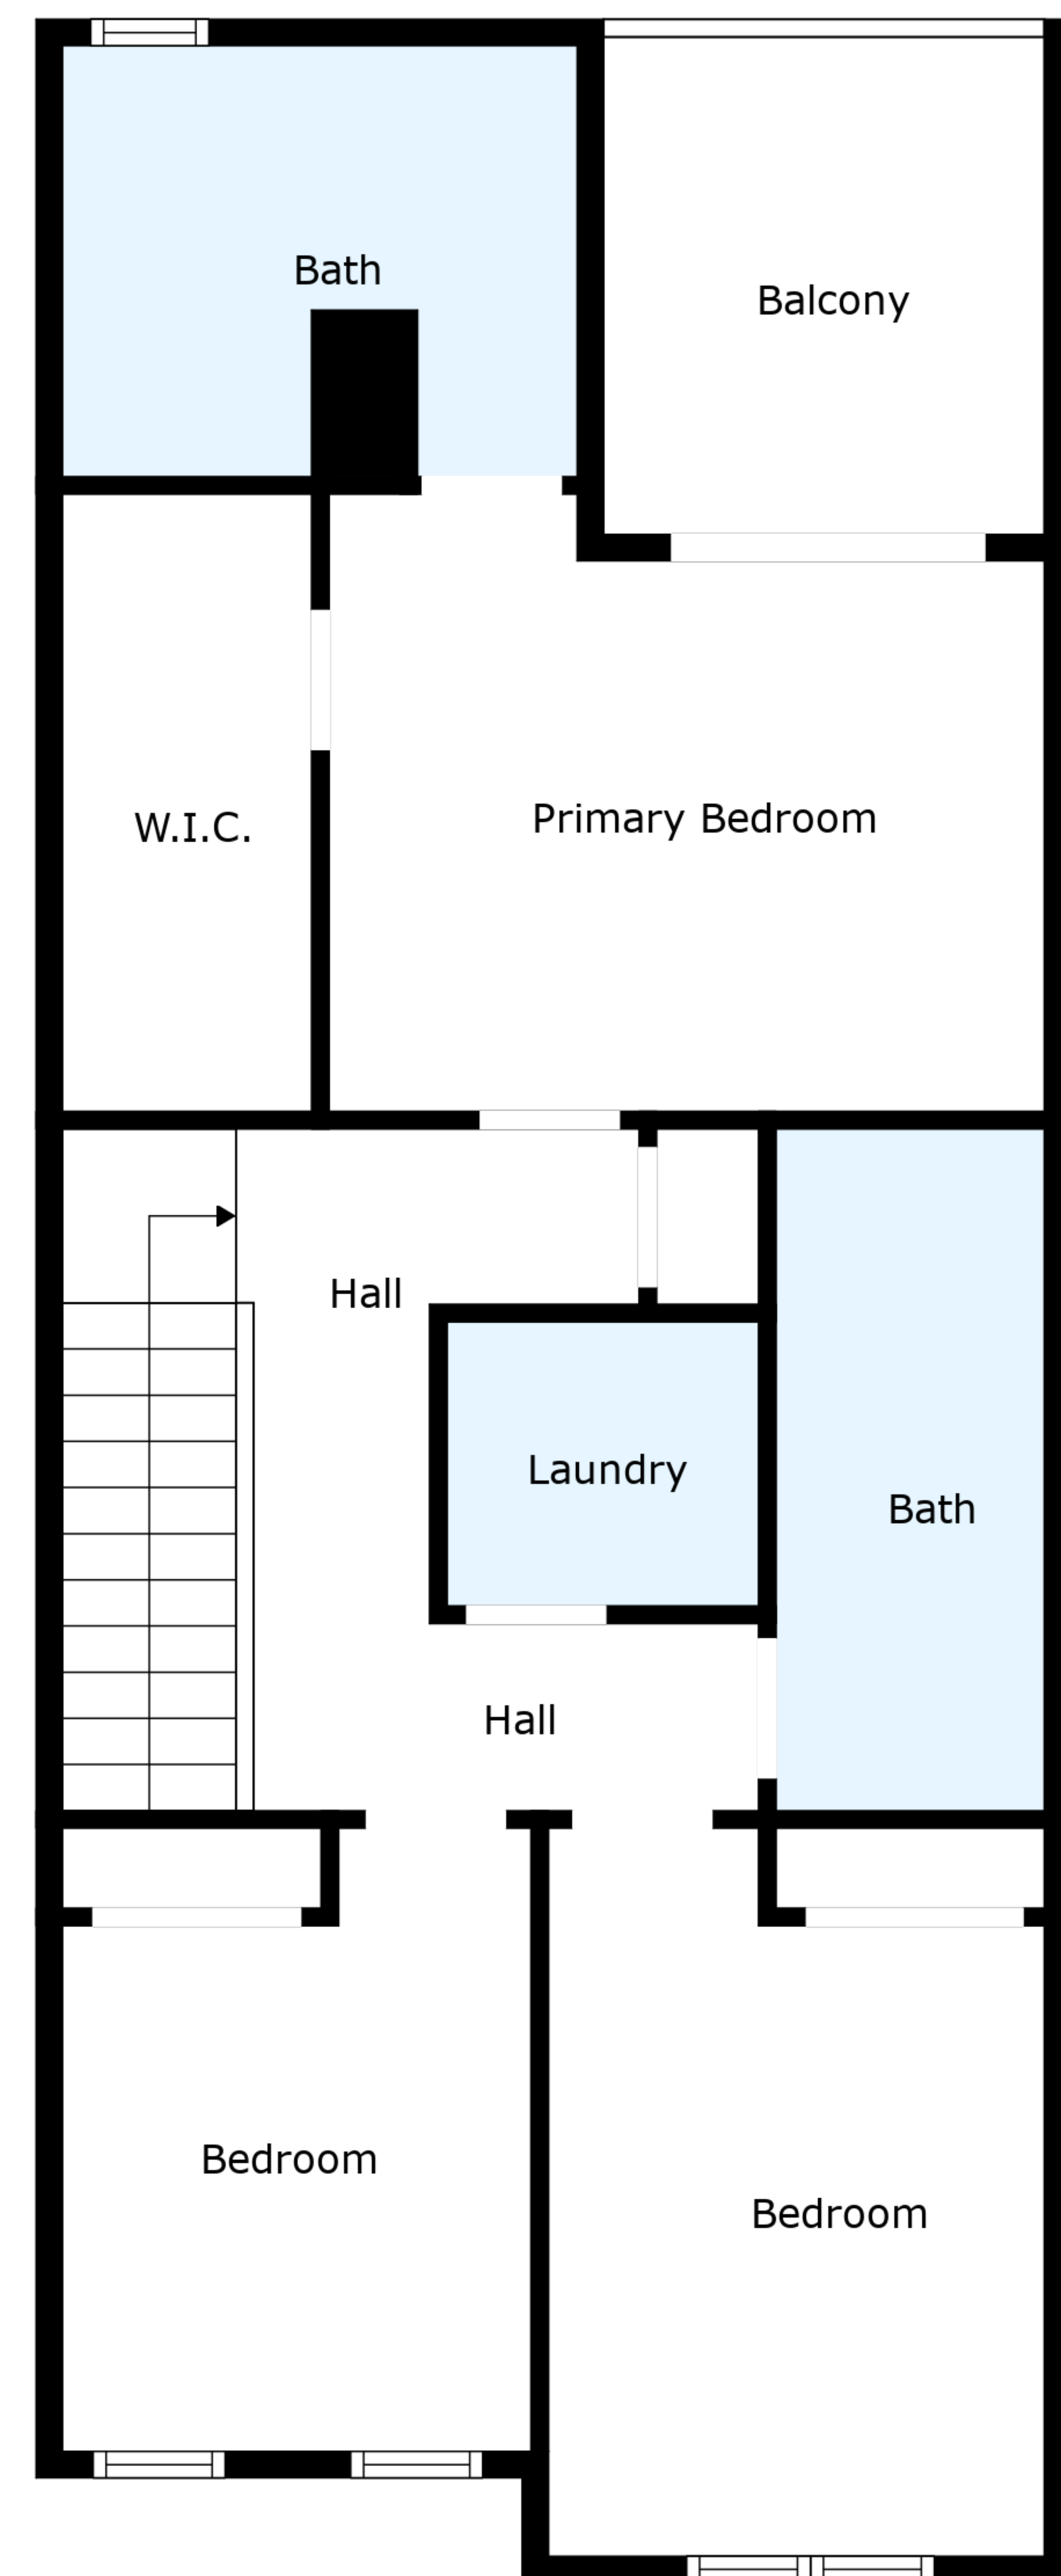 Bath
Balcony
Primary Bedroom
W.I.C.
Hall
Laundry
Bath
Hall
Bedroom
Bedroom